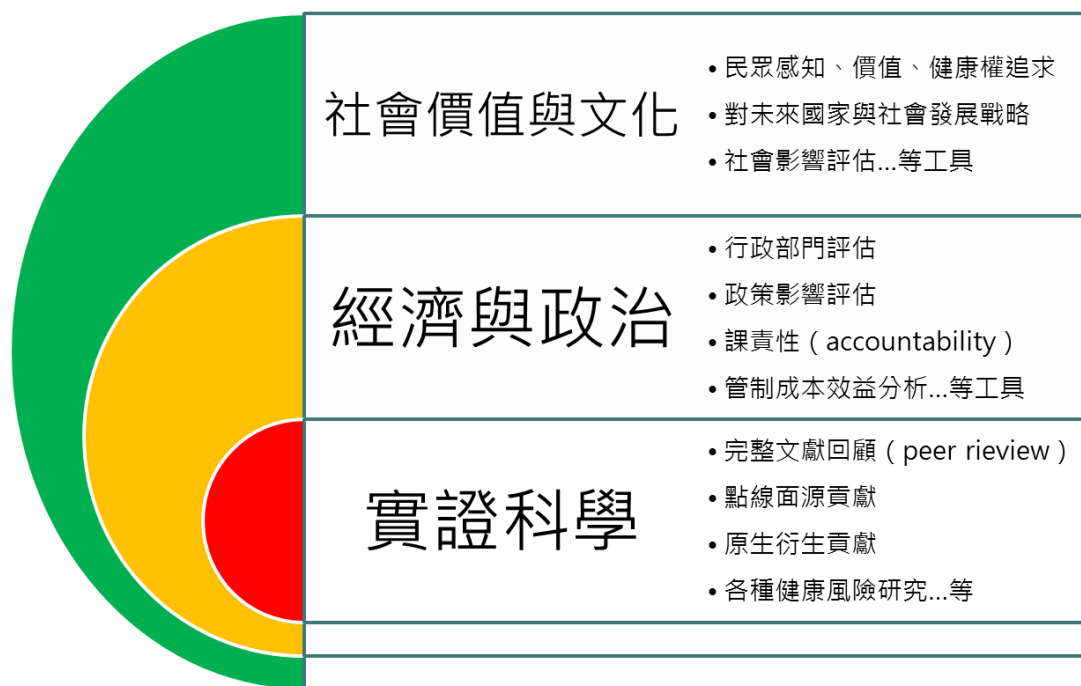 社會價值與文化
• 民眾感知、價值、健康權追求
• 對未來國家與社會發展戰略
• 社會影響評估...等工具
經濟與政治
• 行政部門評估
• 政策影響評估
• 課責性（accountability）
• 管制成本效益分析...等工具
實證科學
• 完整文獻回顧（peer rieview）
• 點線面源貢獻
• 原生衍生貢獻
• 各種健康風險研究...等